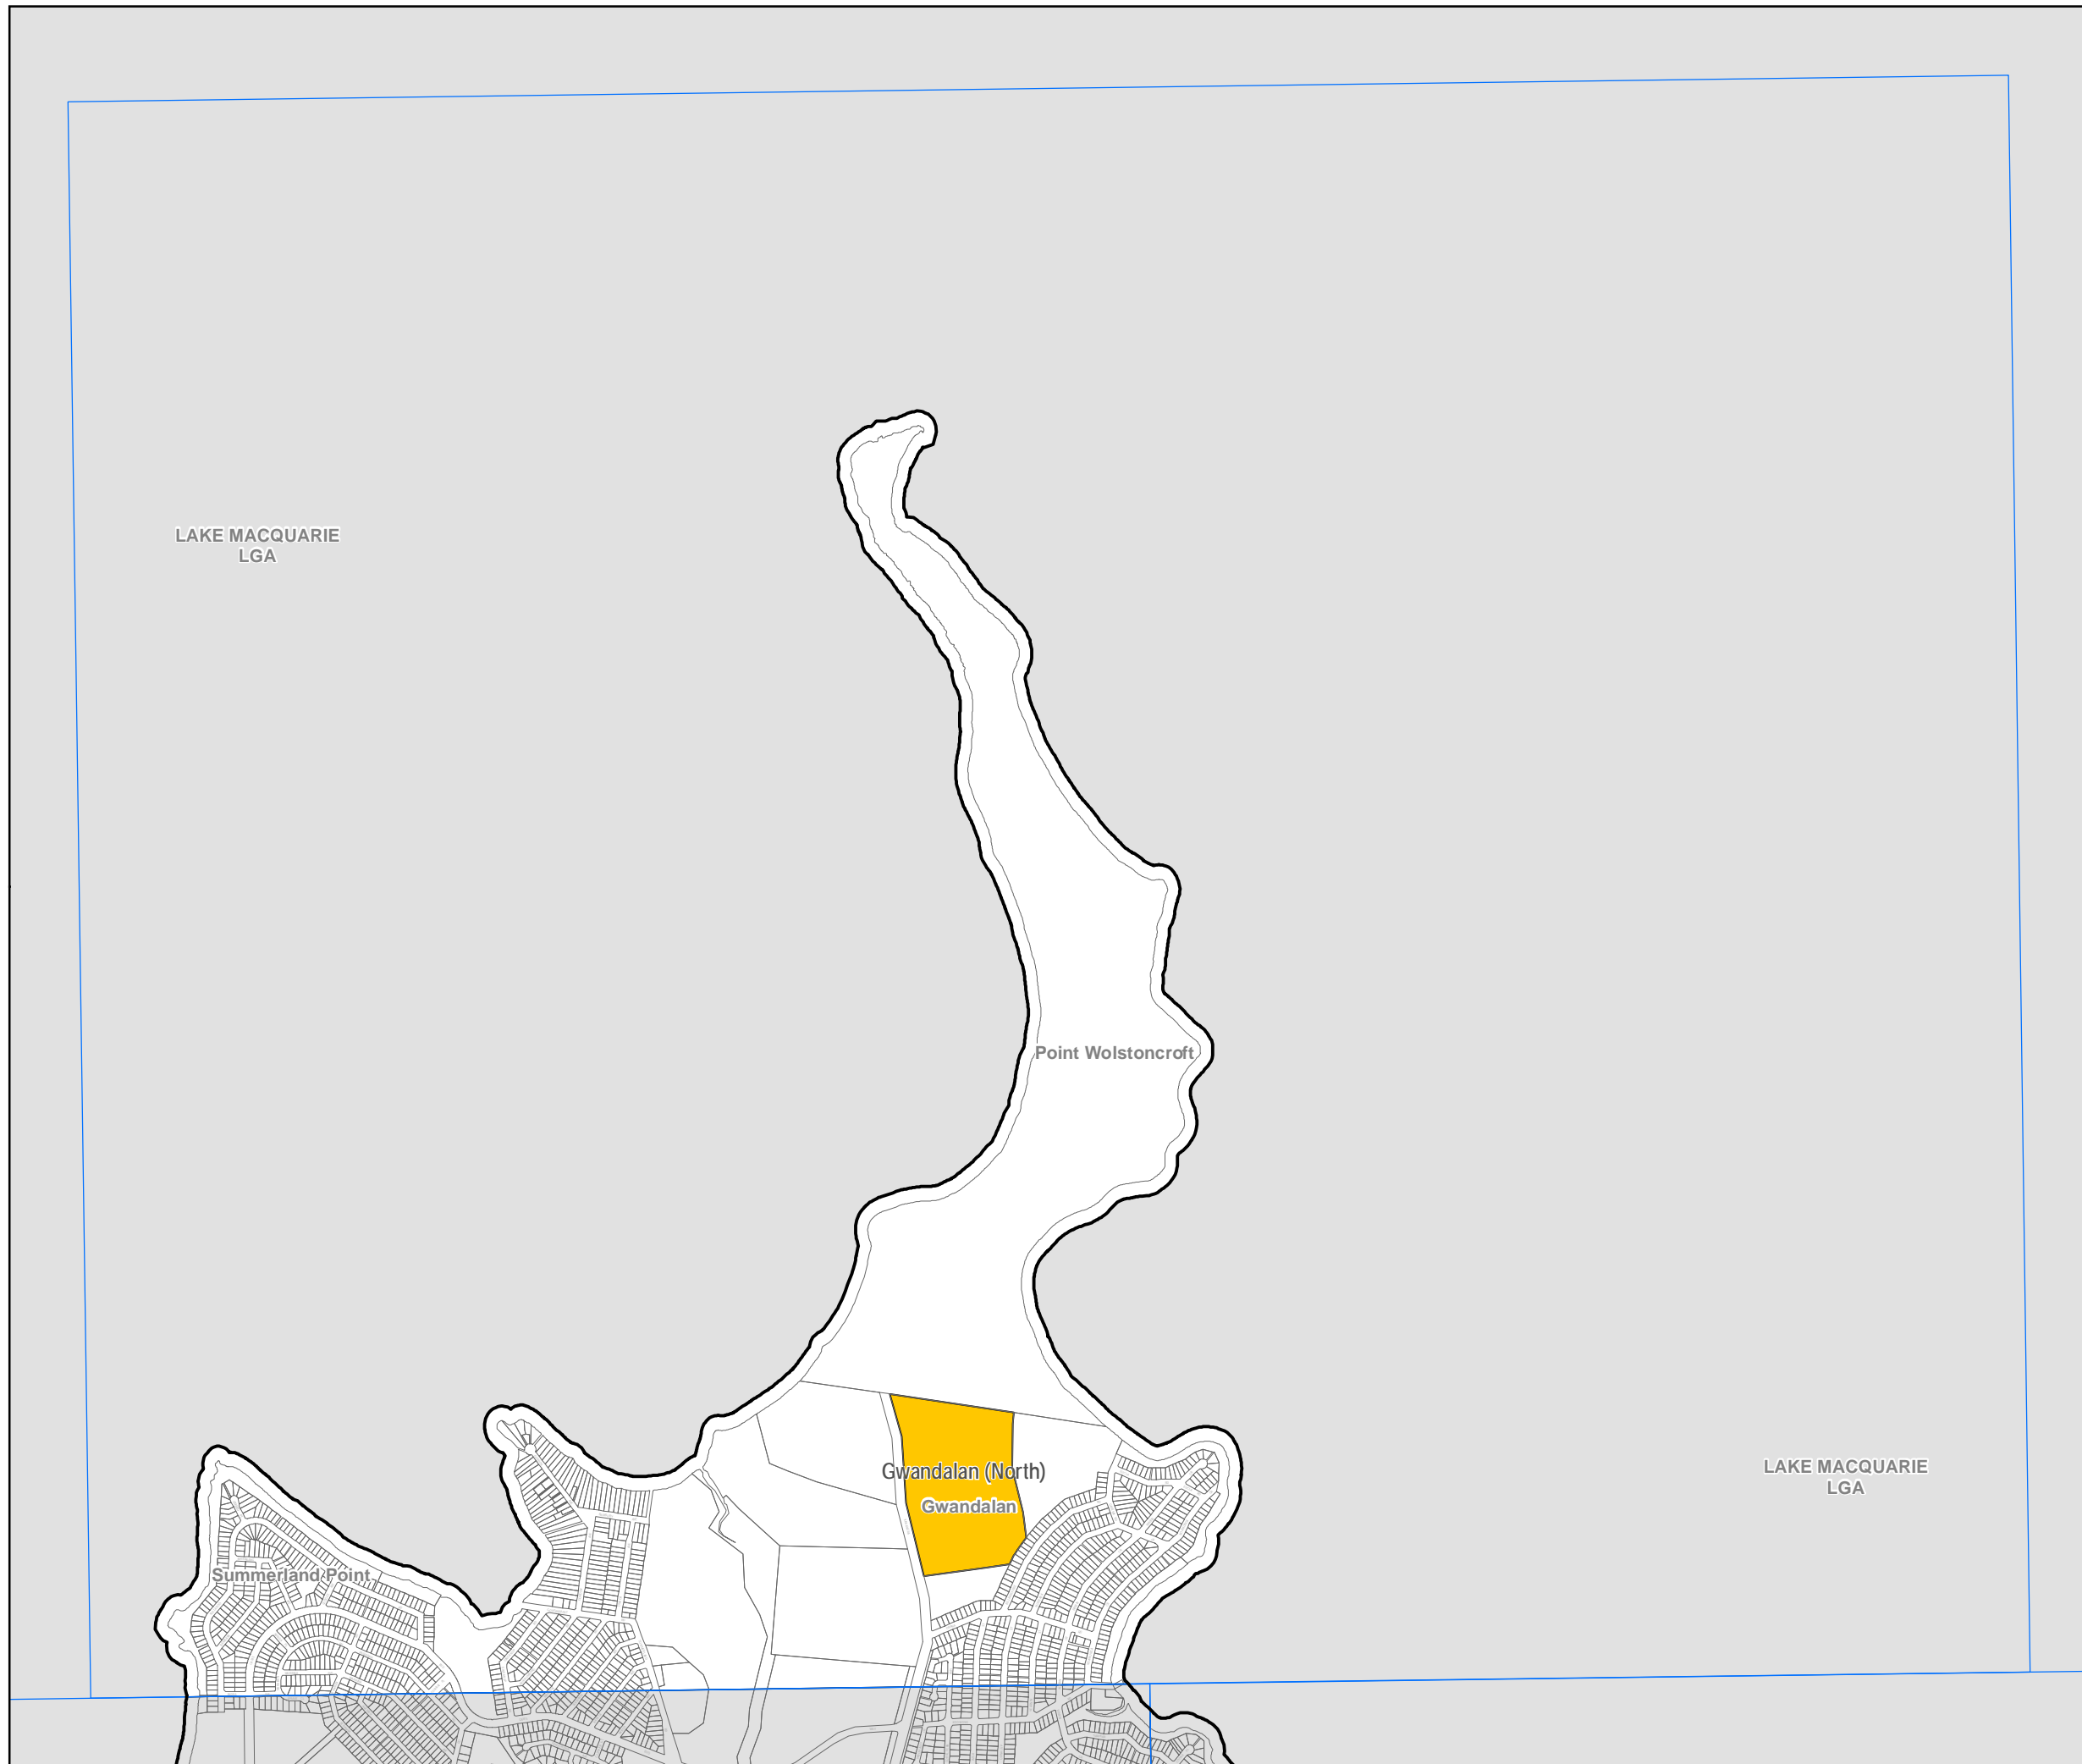 LAKE MACQUARIE
LGA
Point Wolstoncroft
Gwandalan (North)
LAKE MACQUARIE
LGA
Gwandalan
Summerland Point